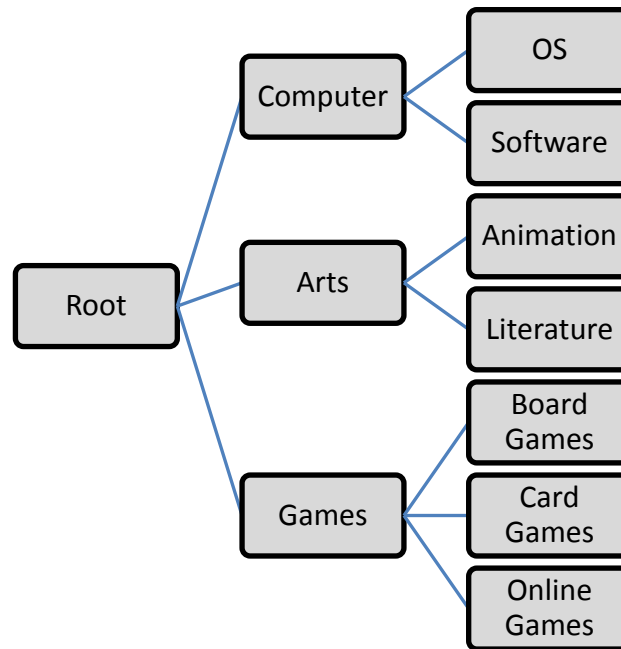 Root
Computer
OS
Software
Arts
Animation
Literature
Games
Board
Games
Card
Games
Online
Games